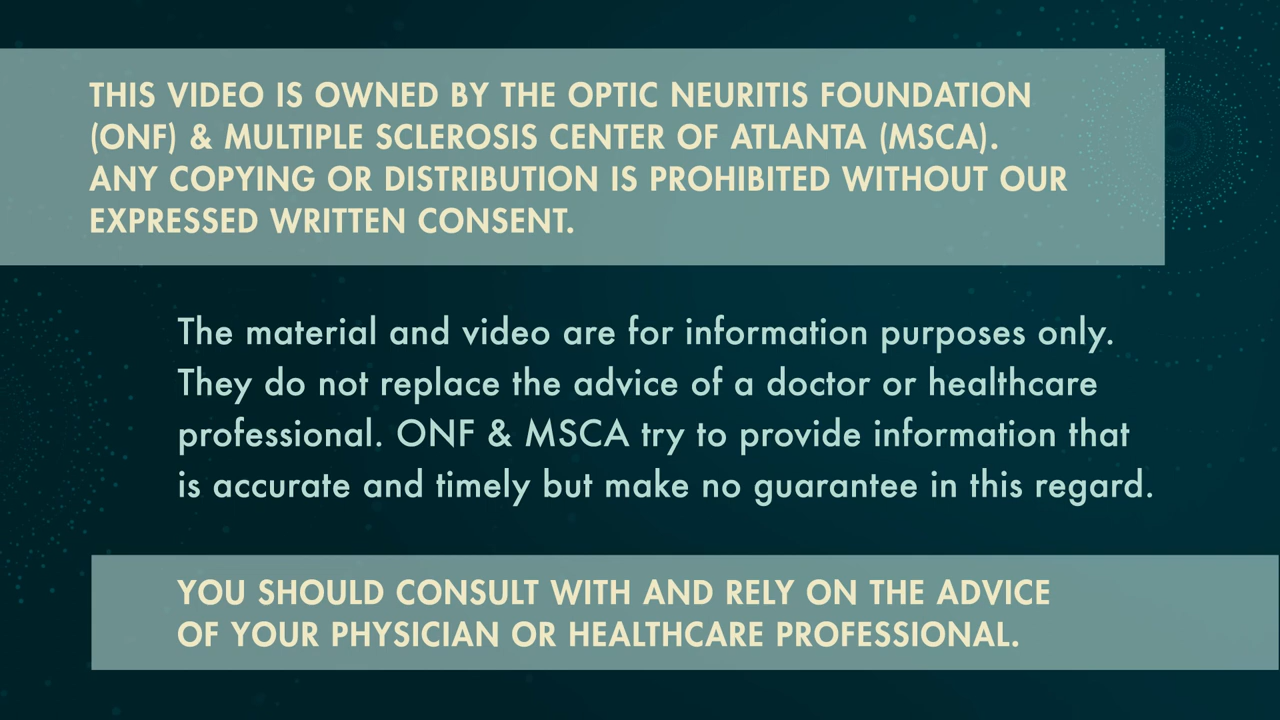 THIS VIDEO IS OWNED BY THE OPTIC NEURITIS FOUNDATION
(ONF) & MULTIPLE SCLEROSIS CENTER OF ATLANTA (MSCA).
ANY COPYING OR DISTRIBUTION IS PROHIBITED WITHOUT OUR
EXPRESSED WRITTEN CONSENT.
The material and video are for information purposes only.
They do not replace the advice of a doctor or healthcare
professional. ONF & MSCA try to provide information that
is accurate and timely but make no guarantee in this regard.
YOU SHOULD CONSULT WITH AND RELY ON THE ADVICE
OF YOUR PHYSICIAN OR HEALTHCARE PROFESSIONAL.